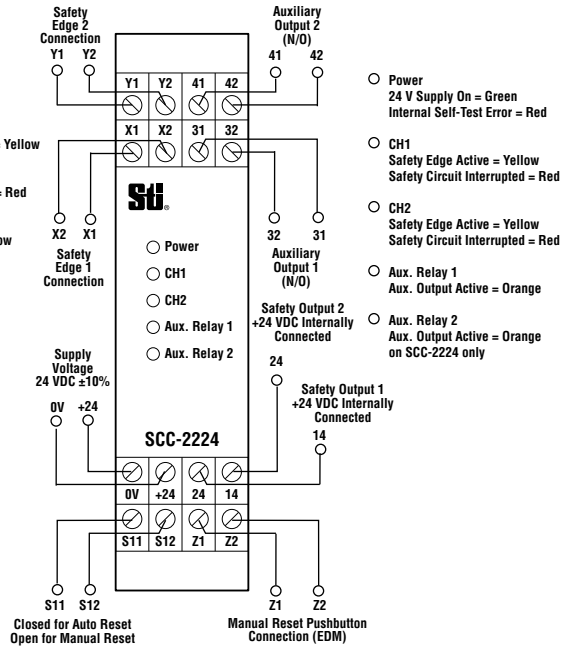 Safety
Edge 2
Connection
Y1 Y2
Auxiliary
Output 2
(N/O)
41 42
Y1 Y2 41 42
X1 X2 31 32
Yellow
= Red
X2 X1
Safety
Edge 1
Connection
Sti®
32 31
Auxiliary
Output 1
(N/O)
Power
CH1
CH2
Aux. Relay 1
Aux. Relay 2
Safety Output 2
+24 VDC Internally
Connected
24
Supply
Voltage
24 VDC ±10%
0V +24
Safety Output 1
+24 VDC Internally
Connected
14
SCC-2224
0V +24 24 14
S11 S12 Z1 Z2
S11 S12
Closed for Auto Reset
Open for Manual Reset
Z1 Z2
Manual Reset Pushbutton
Connection (EDM)
Power
24 V Supply On = Green
Internal Self-Test Error = Red
CH1
Safety Edge Active = Yellow
Safety Circuit Interrupted = Red
CH2
Safety Edge Active = Yellow
Safety Circuit Interrupted = Red
Aux. Relay 1
Aux. Output Active = Orange
Aux. Relay 2
Aux. Output Active = Orange
on SCC-2224 only